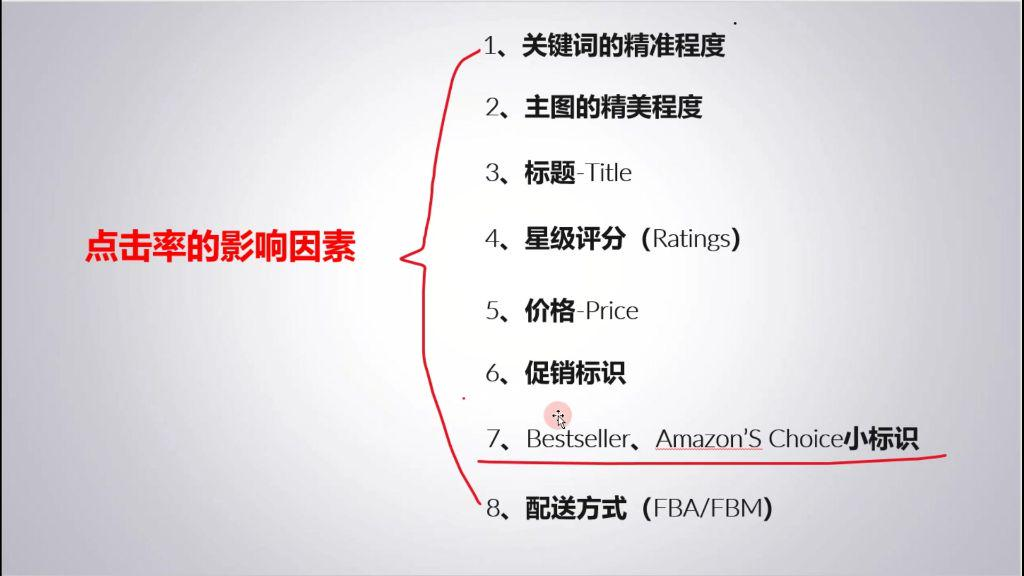 1、关键词的精准程度
2、主图的精美程度
3、标题-Title
4、星级评分（Ratings）
点击率的影响因素
5、价格-Price
6、促销标识
7、Bestseller、Amazon’S Choice小标识
8、配送方式（FBA/FBM）